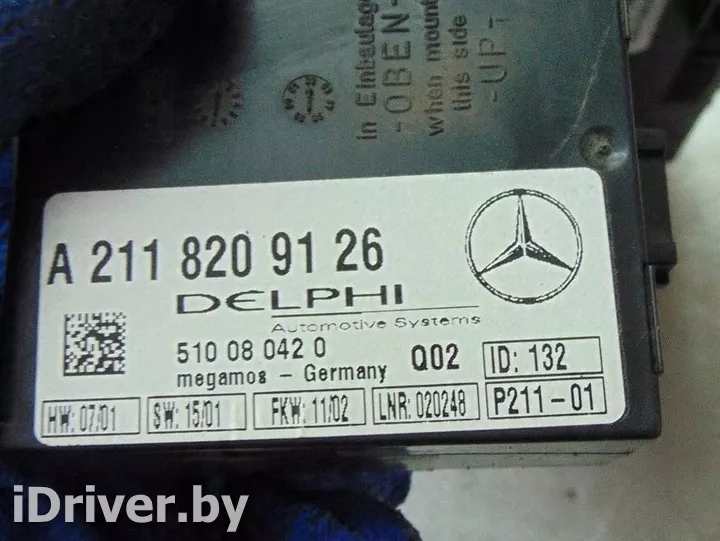 in Einbaulage
-OBEN-
when mount
this side
-UP-
A 211 820 91 26
DELPHI
Automotive Systems
510 08 042 0
megamos - Germany
Q02
ID: 132
HW: 07/01
SW: 15/01
FKW: 11/02
LNR: 020248
P211-01
iDriver.by